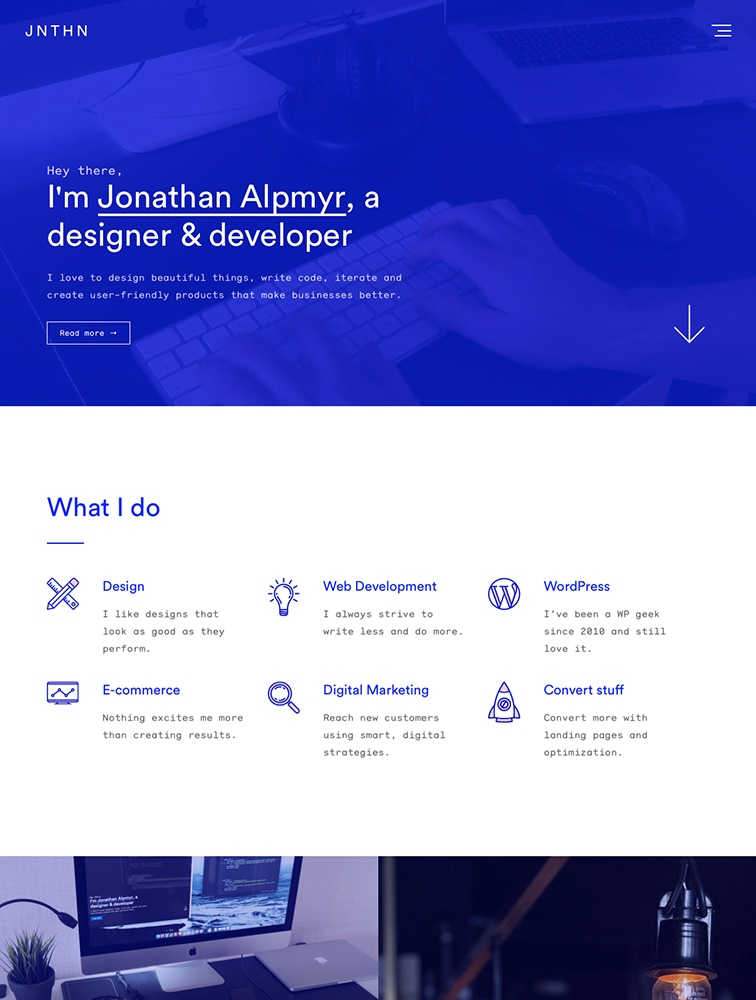 JNTHN
Hey there,
I'm Jonathan Alpmyr, a
designer & developer
I love to design beautiful things, write code, iterate and
create user-friendly products that make businesses better.
Read more →
What I do
Design
I like designs that
look as good as they
perform.
Web Development
I always strive to
write less and do more.
WordPress
I've been a WP geek
since 2010 and still
love it.
E-commerce
Nothing excites me more
than creating results.
Digital Marketing
Reach new customers
using smart, digital
strategies.
Convert stuff
Convert more with
landing pages and
optimization.
I'm Jonathan Alpmyr, a
designer & developer